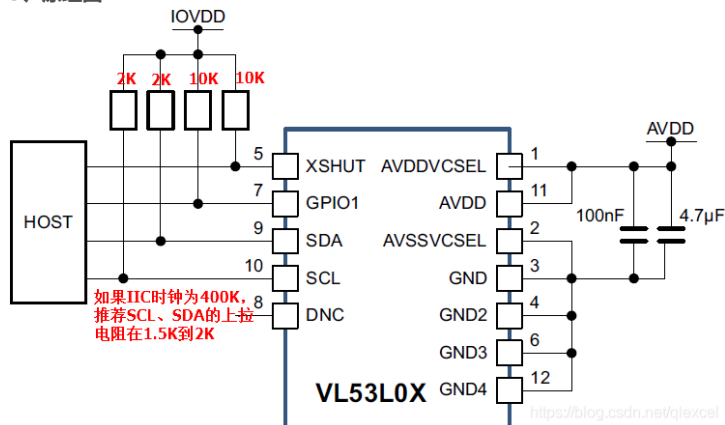 IOVDD
2K 2K 10K 10K
AVDD
5 XSHUT AVDDVCSEL 1
7 GPIO1 AVDD 11
100nF 4.7µF
HOST
9 SDA AVSSVCSEL 2
10 SCL GND 3
如果IIC时钟为400K,
推荐SCL、SDA的上拉
电阻在1.5K到2K
8 DNC GND2 4
GND3 6
VL53L0X GND4 12
https://blog.csdn.net/qlexcel